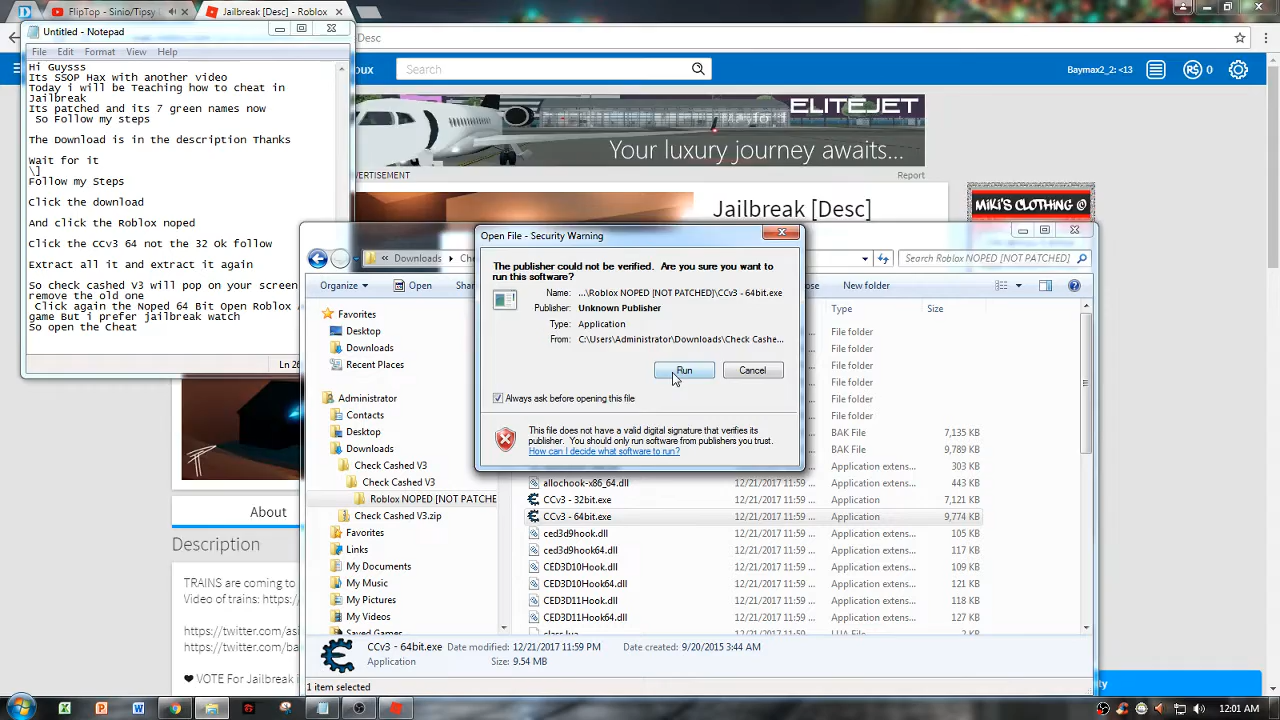 FlipTop - Sinio/Tipsy
Jailbreak [Desc] - Roblox
Desc
Untitled - Notepad
File Edit Format View Help
Hi Guysss
Its SSOP Hax with another video
Today i will be Teaching how to cheat in
Jailbreak
Its patched and its 7 green names now
So Follow my steps
The Download is in the description Thanks
Wait for it
\]
Follow my Steps
Click the download
And click the Roblox noped
Click the CCv3 64 not the 32 ok follow
Extract all it and extract it again
So check cashed V3 will pop on your screen
remove the old one
Click again the Noped 64 Bit Open Roblox
game But i prefer jailbreak watch
So open the Cheat
oux
Search
Baymax2_2: <13
R$ 0
ELITEJET
Your luxury journey awaits...
ADVERTISEMENT
Report
Jailbreak [Desc]
MIKI'S CLOTHING ©
« Downloads ▸ Che
Search Roblox NOPED [NOT PATCHED]
Organize
Open
New folder
Favorites
Desktop
Downloads
Recent Places
Administrator
Contacts
Desktop
Downloads
Check Cashed V3
Check Cashed V3
Roblox NOPED [NOT PATCHE
Check Cashed V3.zip
Favorites
Links
My Documents
My Music
My Pictures
My Videos
Saved Games
Open File - Security Warning
The publisher could not be verified. Are you sure you want to
run this software?
Name: ...\Roblox NOPED [NOT PATCHED]\CCv3 - 64bit.exe
Publisher: Unknown Publisher
Type: Application
From: C:\Users\Administrator\Downloads\Check Cashe...
Run
Cancel
Always ask before opening this file
This file does not have a valid digital signature that verifies its
publisher. You should only run software from publishers you trust.
How can I decide what software to run?
Type Size
File folder
File folder
File folder
File folder
File folder
File folder
BAK File 7,135 KB
BAK File 9,789 KB
Application extens... 303 KB
allochook-x86_64.dll 12/21/2017 11:59 ... Application extens... 443 KB
CCv3 - 32bit.exe 12/21/2017 11:59 ... Application 7,121 KB
CCv3 - 64bit.exe 12/21/2017 11:59 ... Application 9,774 KB
ced3d9hook.dll 12/21/2017 11:59 ... Application extens... 105 KB
ced3d9hook64.dll 12/21/2017 11:59 ... Application extens... 117 KB
CED3D10Hook.dll 12/21/2017 11:59 ... Application extens... 109 KB
CED3D10Hook64.dll 12/21/2017 11:59 ... Application extens... 121 KB
CED3D11Hook.dll 12/21/2017 11:59 ... Application extens... 118 KB
CED3D11Hook64.dll 12/21/2017 11:59 ... Application extens... 120 KB
class.lua 12/21/2017 11:59 ... LUA File 2 KB
CCv3 - 64bit.exe Date modified: 12/21/2017 11:59 PM Date created: 9/20/2015 3:44 AM
Application Size: 9.54 MB
1 item selected
About
Description
TRAINS are coming to
Video of trains: https:/
https://twitter.com/asi
https://twitter.com/ba
♥ VOTE For Jailbreak i
12:01 AM